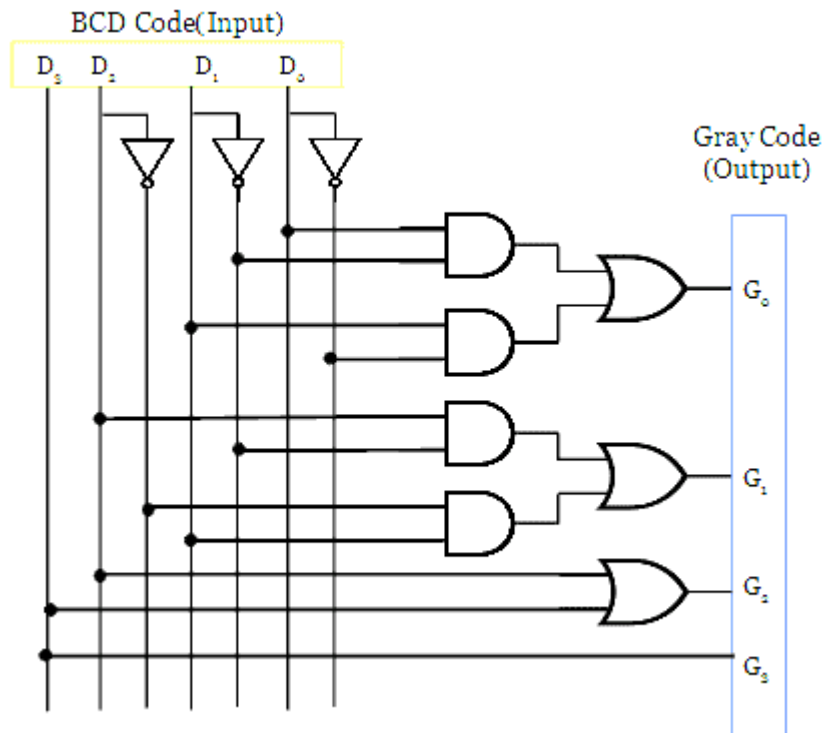 BCD Code(Input)
D₃ D₂ D₁ D₀
Gray Code
(Output)
G₀
G₁
G₂
G₃